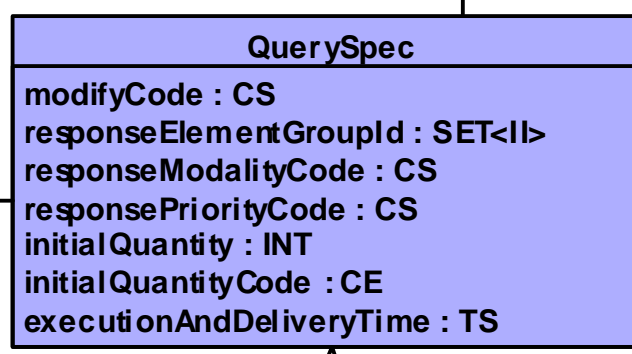 QuerySpec
modifyCode : CS
responseElementGroupId : SET<II>
responseModalityCode : CS
responsePriorityCode : CS
initialQuantity : INT
initialQuantityCode : CE
executionAndDeliveryTime : TS